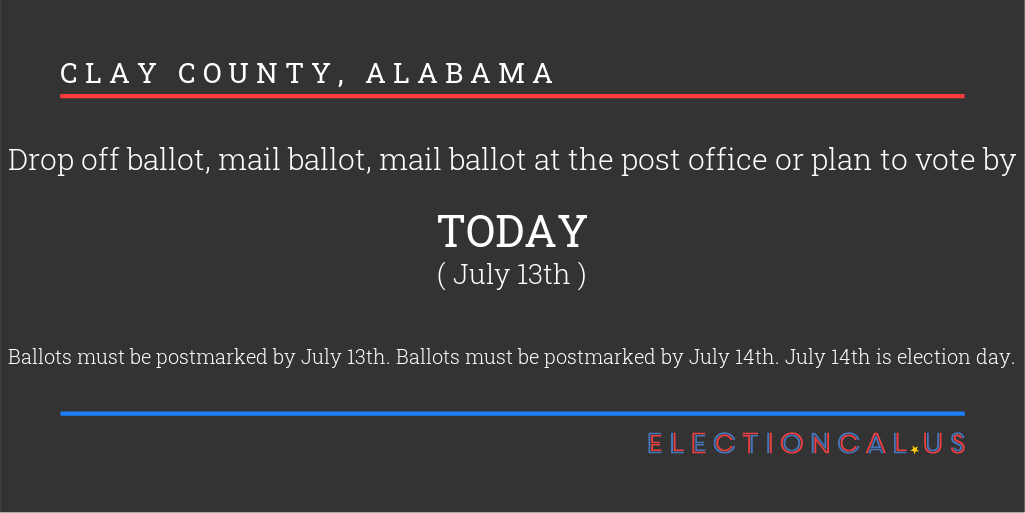 CLAY COUNTY, ALABAMA
Drop off ballot, mail ballot, mail ballot at the post office or plan to vote by
TODAY
( July 13th )
Ballots must be postmarked by July 13th. Ballots must be postmarked by July 14th. July 14th is election day.
ELECTIONCAL.US